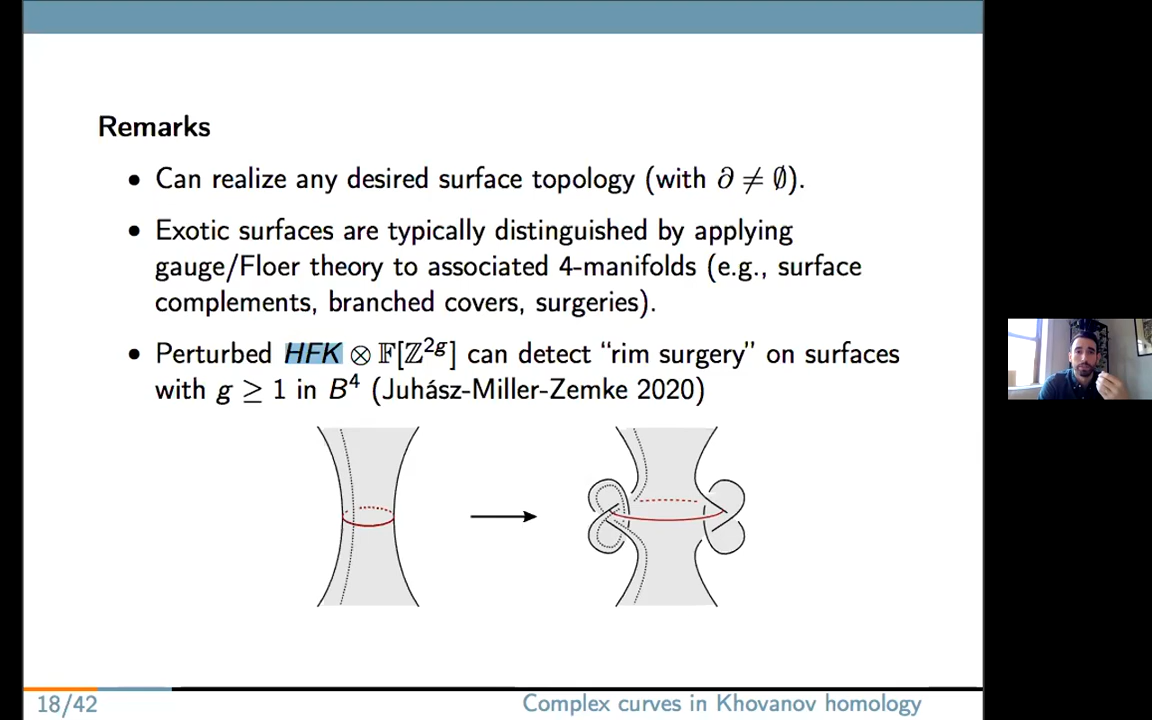 Remarks
• Can realize any desired surface topology (with ∂ ≠ ∅).
• Exotic surfaces are typically distinguished by applying
gauge/Floer theory to associated 4-manifolds (e.g., surface
complements, branched covers, surgeries).
• Perturbed HFK ⊗ 𝔽[ℤ²ᵍ] can detect “rim surgery” on surfaces
with g ≥ 1 in B⁴ (Juhász-Miller-Zemke 2020)
18/42
Complex curves in Khovanov homology